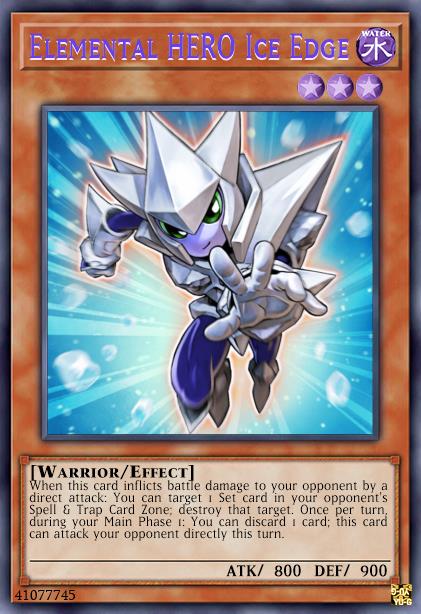 Elemental HERO Ice Edge
WATER
水
[Warrior/Effect]
When this card inflicts battle damage to your opponent by a
direct attack: You can target 1 Set card in your opponent's
Spell & Trap Card Zone; destroy that target. Once per turn,
during your Main Phase 1: You can discard 1 card; this card
can attack your opponent directly this turn.
ATK/ 800 DEF/ 900
41077745